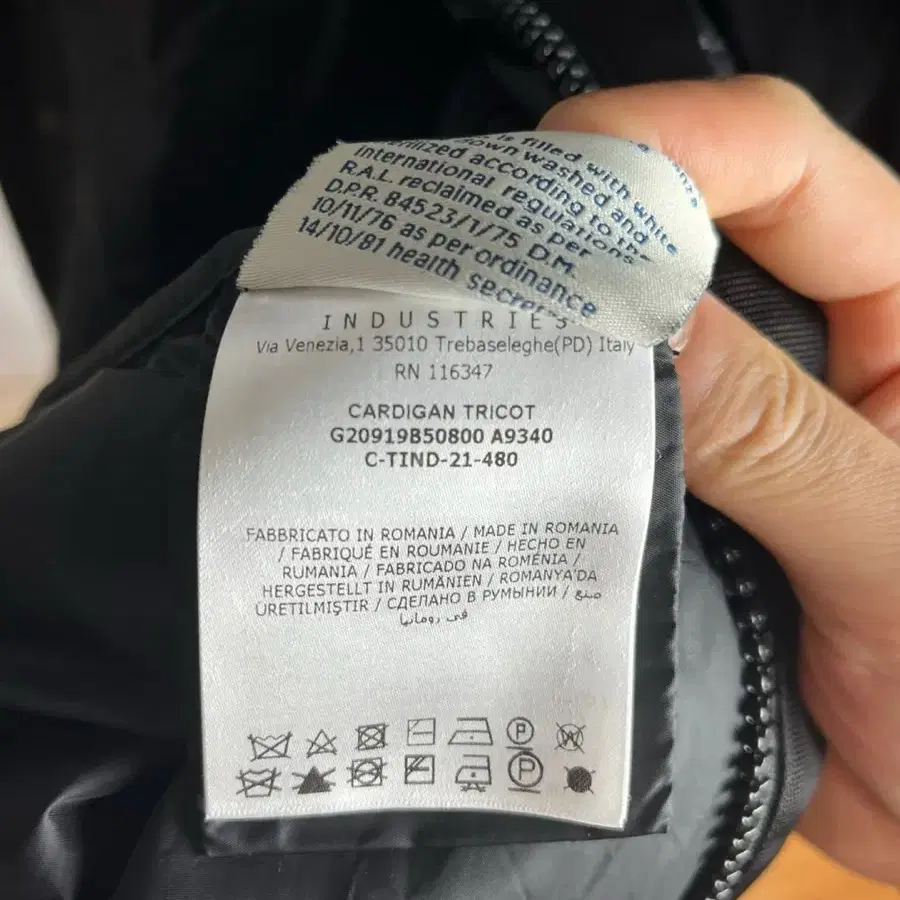 is filled with white
down washed and
sterilized according to the
international regulations
R.A.L. reclaimed as per
D.P.R. 84523/1/75 D.M.
10/11/76 as per ordinance
14/10/81 health
INDUSTRIES
Via Venezia,1 35010 Trebaseleghe(PD) Italy
RN 116347
CARDIGAN TRICOT
G20919B50800 A9340
C-TIND-21-480
FABBRICATO IN ROMANIA / MADE IN ROMANIA
/ FABRIQUÉ EN ROUMANIE / HECHO EN
RUMANIA / FABRICADO NA ROMÉNIA /
HERGESTELLT IN RUMÄNIEN / ROMANYA'DA
ÜRETILMIŞTIR / СДЕЛАНО В РУМЫНИИ / صنع
في رومانيا
P W
P